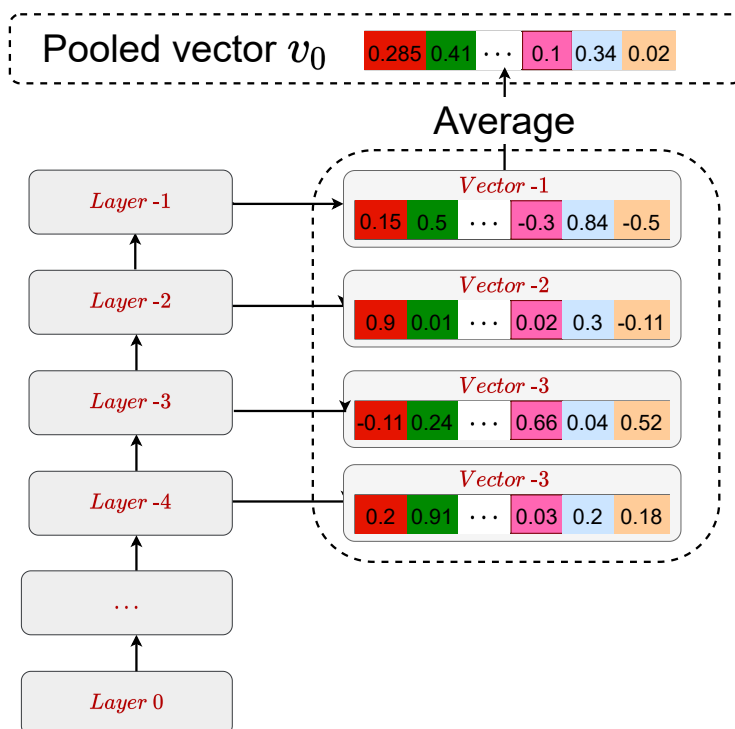 Pooled vector v₀ 0.285 0.41 ··· 0.1 0.34 0.02
Average
Layer -1
Vector -1
0.15 0.5 ··· -0.3 0.84 -0.5
Layer -2
Vector -2
0.9 0.01 ··· 0.02 0.3 -0.11
Layer -3
Vector -3
-0.11 0.24 ··· 0.66 0.04 0.52
Layer -4
Vector -3
0.2 0.91 ··· 0.03 0.2 0.18
...
Layer 0